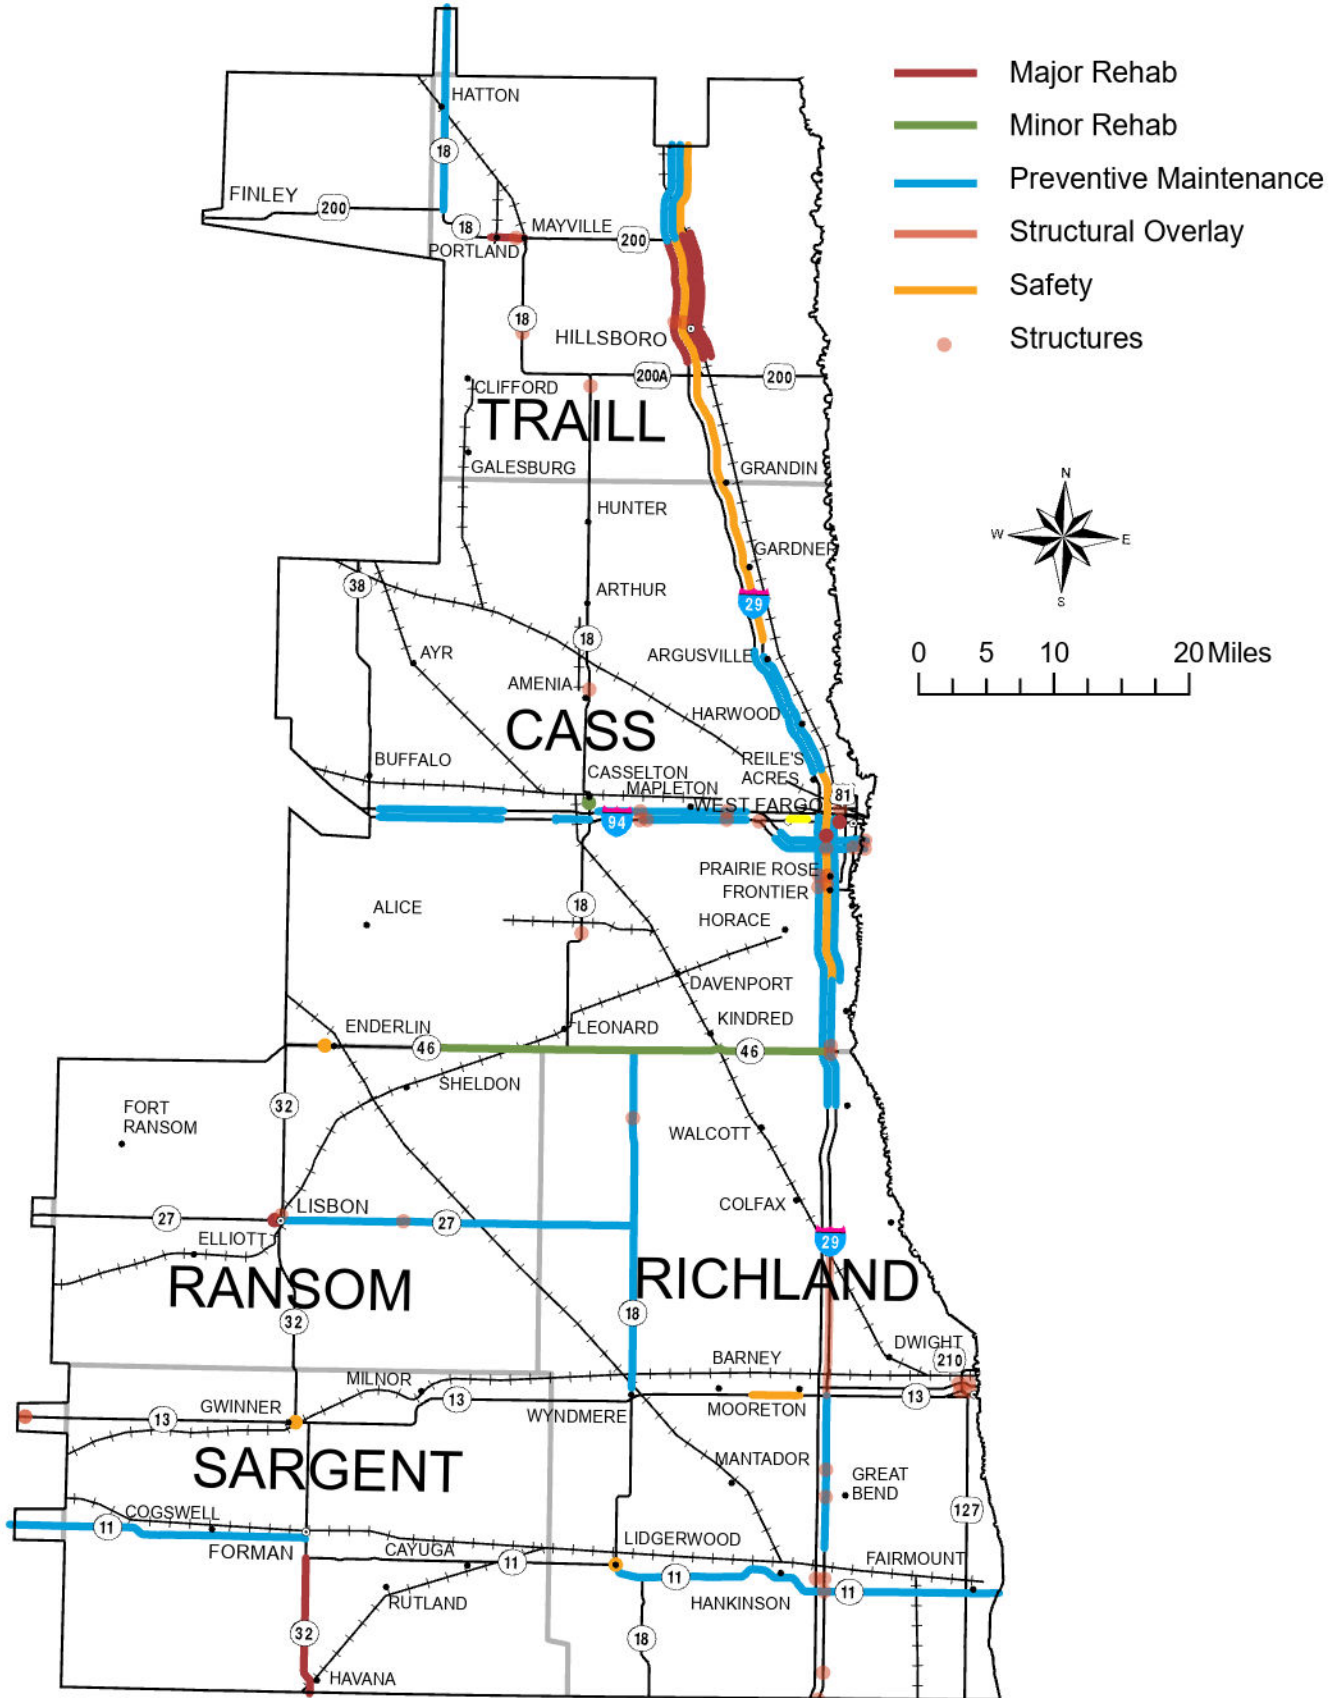 Major Rehab
Minor Rehab
Preventive Maintenance
Structural Overlay
Safety
Structures
N
W E
S
0 5 10 20 Miles
HATTON
18
FINLEY
200
18
MAYVILLE
200
PORTLAND
18
HILLSBORO
200A
200
CLIFFORD
TRAILL
GALESBURG
GRANDIN
HUNTER
GARDNER
38
ARTHUR
29
18
AYR
ARGUSVILLE
AMENIA
CASS
HARWOOD
BUFFALO
REILE'S
ACRES
CASSELTON
MAPLETON
81
WEST FARGO
94
PRAIRIE ROSE
FRONTIER
ALICE
18
HORACE
DAVENPORT
ENDERLIN
LEONARD
KINDRED
46
46
SHELDON
32
FORT
RANSOM
WALCOTT
LISBON
COLFAX
27
27
ELLIOTT
29
RANSOM
RICHLAND
18
32
DWIGHT
210
BARNEY
MILNOR
GWINNER
13
13
WYNDMERE
MOORETON
13
SARGENT
MANTADOR
GREAT
BEND
COGSWELL
127
11
FORMAN
CAYUGA
11
LIDGERWOOD
FAIRMOUNT
11
11
RUTLAND
HANKINSON
32
18
HAVANA